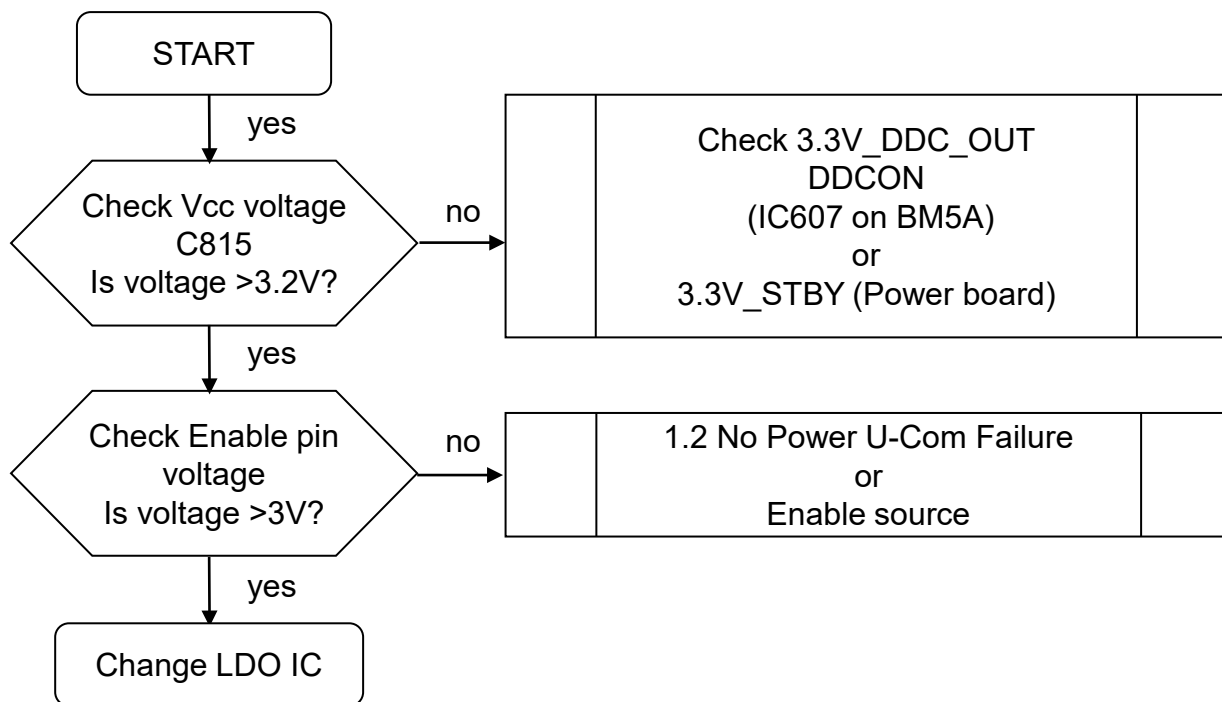 START
yes
Check Vcc voltage
C815
Is voltage >3.2V?
no
Check 3.3V_DDC_OUT
DDCON
(IC607 on BM5A)
or
3.3V_STBY (Power board)
yes
Check Enable pin
voltage
Is voltage >3V?
no
1.2 No Power U-Com Failure
or
Enable source
yes
Change LDO IC